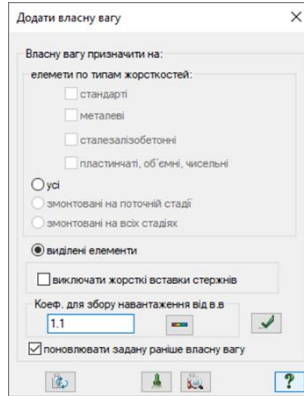 Додати власну вагу
Власну вагу призначити на:
елемети по типам жорсткостей:
стандарті
металеві
сталезалізобетонні
пластинчаті, об'ємні, чисельні
усі
змонтовані на поточній стадії
змонтовані на всіх стадіях
виділені елементи
виключати жорсткі вставки стержнів
Коеф. для збору навантаження від в.в
1.1
поновлювати задану раніше власну вагу
?